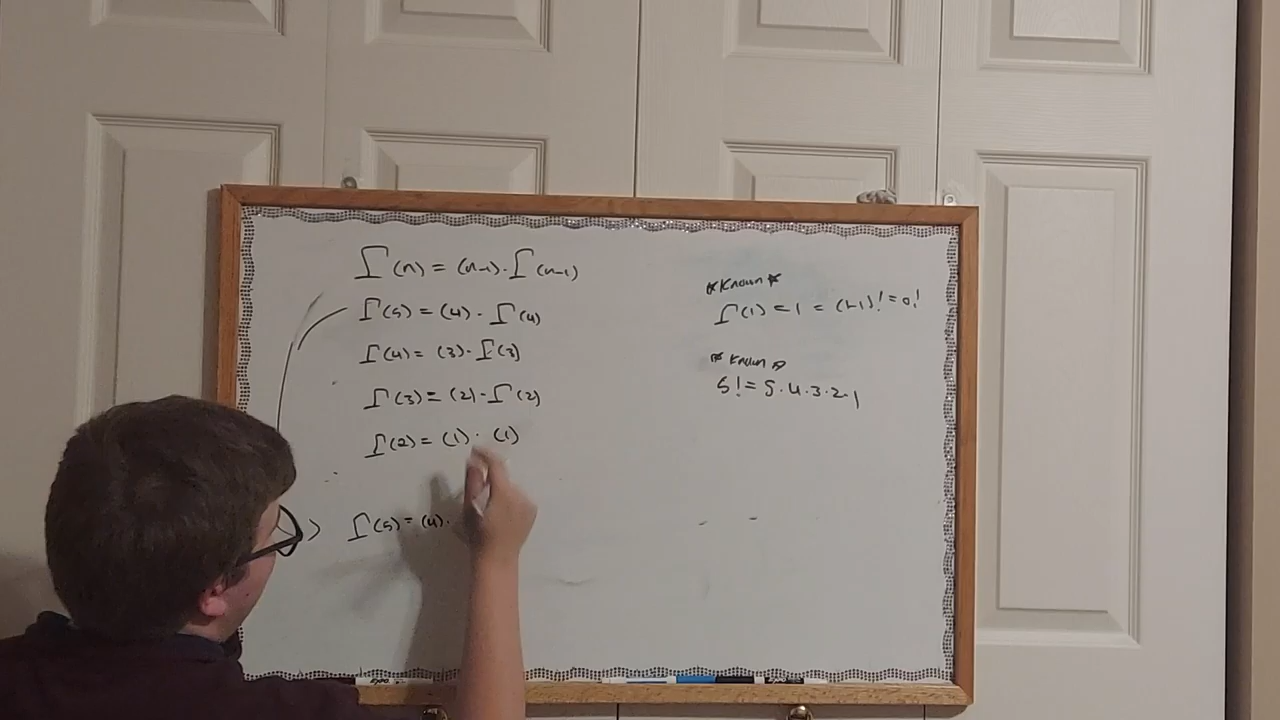 Γ(n) = (n-1)·Γ(n-1)
Γ(5) = (4)·Γ(4)
Γ(4) = (3)·Γ(3)
Γ(3) = (2)·Γ(2)
Γ(2) = (1)·(1)
> Γ(5) = (4)·
*Known*
Γ(1) = 1 = (1-1)! = 0!
*Known*
5! = 5·4·3·2·1
EXPO